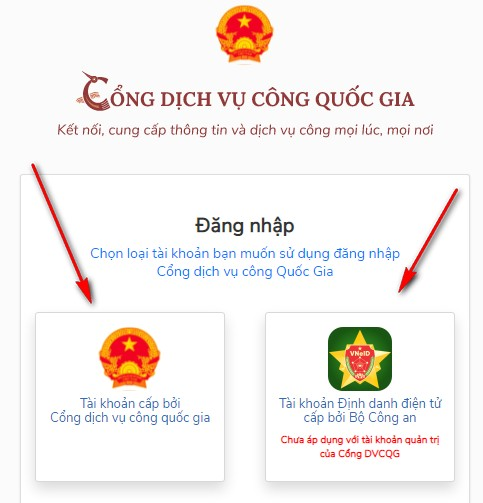 CỔNG DỊCH VỤ CÔNG QUỐC GIA
Kết nối, cung cấp thông tin và dịch vụ công mọi lúc, mọi nơi
Đăng nhập
Chọn loại tài khoản bạn muốn sử dụng đăng nhập
Cổng dịch vụ công Quốc Gia
Tài khoản cấp bởi
Cổng dịch vụ công quốc gia
VNeID
Tài khoản Định danh điện tử
cấp bởi Bộ Công an
Chưa áp dụng với tài khoản quản trị
của Cổng DVCQG